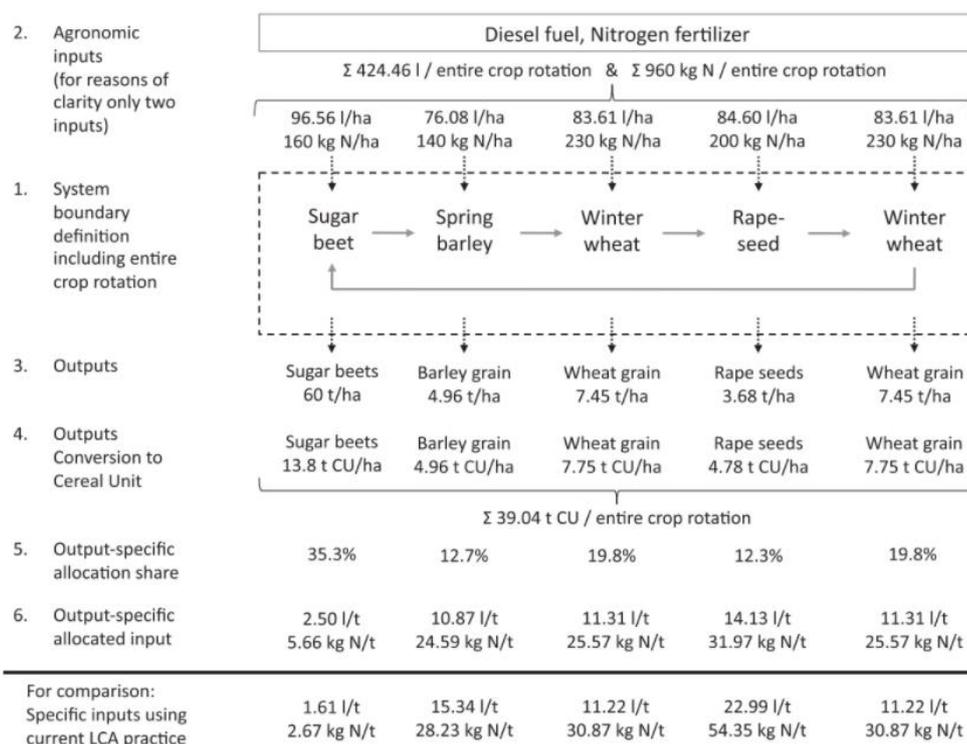 2. Agronomic inputs (for reasons of clarity only two inputs)
Diesel fuel, Nitrogen fertilizer
Σ 424.46 l / entire crop rotation & Σ 960 kg N / entire crop rotation
96.56 l/ha 76.08 l/ha 83.61 l/ha 84.60 l/ha 83.61 l/ha
160 kg N/ha 140 kg N/ha 230 kg N/ha 200 kg N/ha 230 kg N/ha
1. System boundary definition including entire crop rotation
Sugar Spring Winter Rape- Winter
beet barley wheat seed wheat
3. Outputs
Sugar beets Barley grain Wheat grain Rape seeds Wheat grain
60 t/ha 4.96 t/ha 7.45 t/ha 3.68 t/ha 7.45 t/ha
4. Outputs Conversion to Cereal Unit
Sugar beets Barley grain Wheat grain Rape seeds Wheat grain
13.8 t CU/ha 4.96 t CU/ha 7.75 t CU/ha 4.78 t CU/ha 7.75 t CU/ha
Σ 39.04 t CU / entire crop rotation
5. Output-specific allocation share
35.3% 12.7% 19.8% 12.3% 19.8%
6. Output-specific allocated input
2.50 l/t 10.87 l/t 11.31 l/t 14.13 l/t 11.31 l/t
5.66 kg N/t 24.59 kg N/t 25.57 kg N/t 31.97 kg N/t 25.57 kg N/t
For comparison:
Specific inputs using
current LCA practice
1.61 l/t 15.34 l/t 11.22 l/t 22.99 l/t 11.22 l/t
2.67 kg N/t 28.23 kg N/t 30.87 kg N/t 54.35 kg N/t 30.87 kg N/t